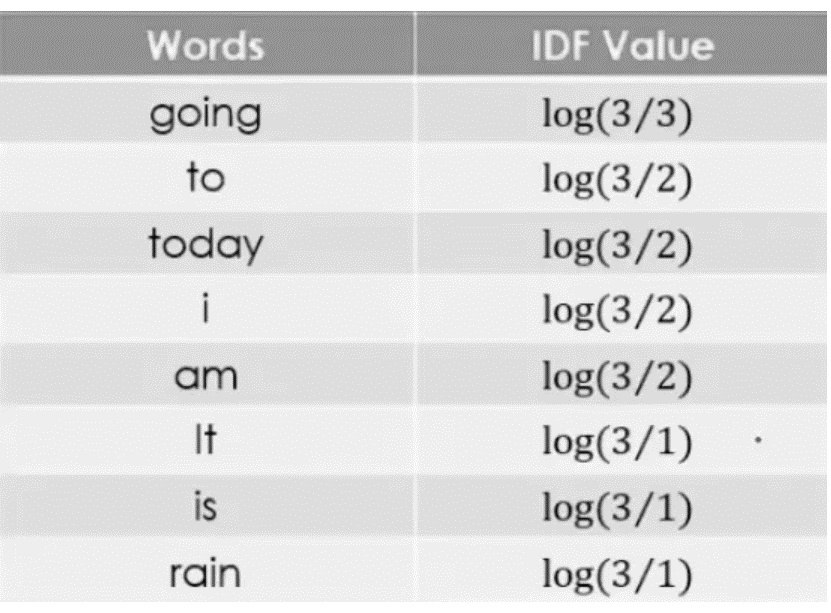 Words IDF Value
going log(3/3)
to log(3/2)
today log(3/2)
i log(3/2)
am log(3/2)
It log(3/1)
is log(3/1)
rain log(3/1)